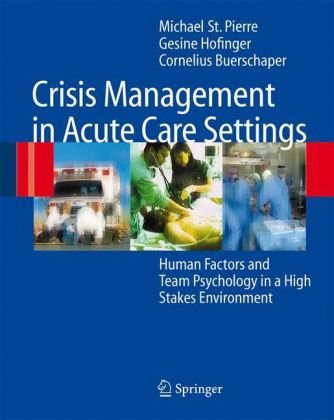 Michael St. Pierre
Gesine Hofinger
Cornelius Buerschaper
Crisis Management
in Acute Care Settings
Human Factors and
Team Psychology in a High
Stakes Environment
Springer